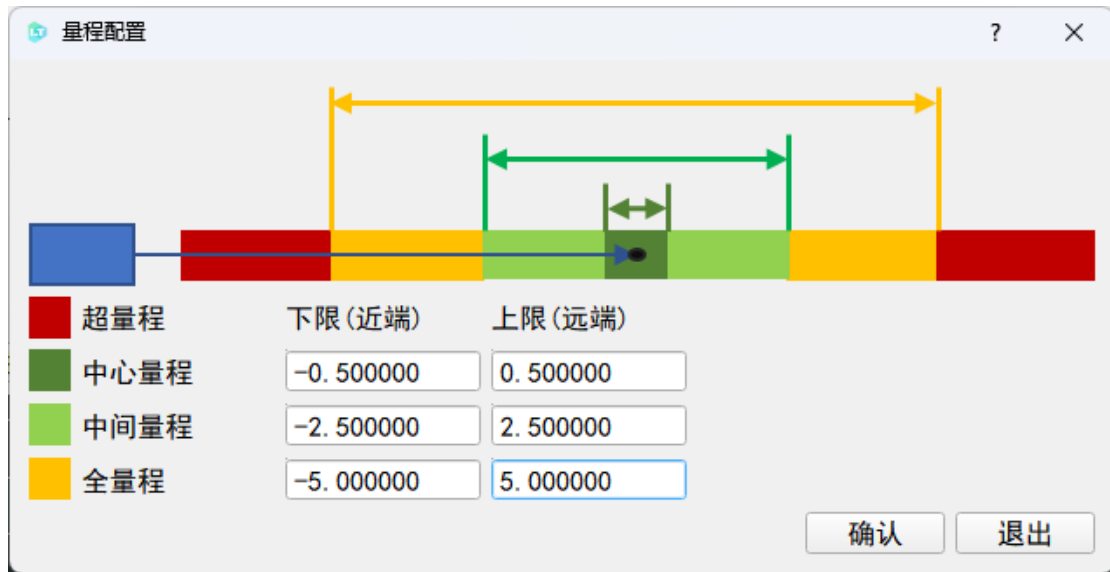 量程配置
?
超量程 下限(近端) 上限(远端)
中心量程 -0.500000 0.500000
中间量程 -2.500000 2.500000
全量程 -5.000000 5.000000
确认 退出